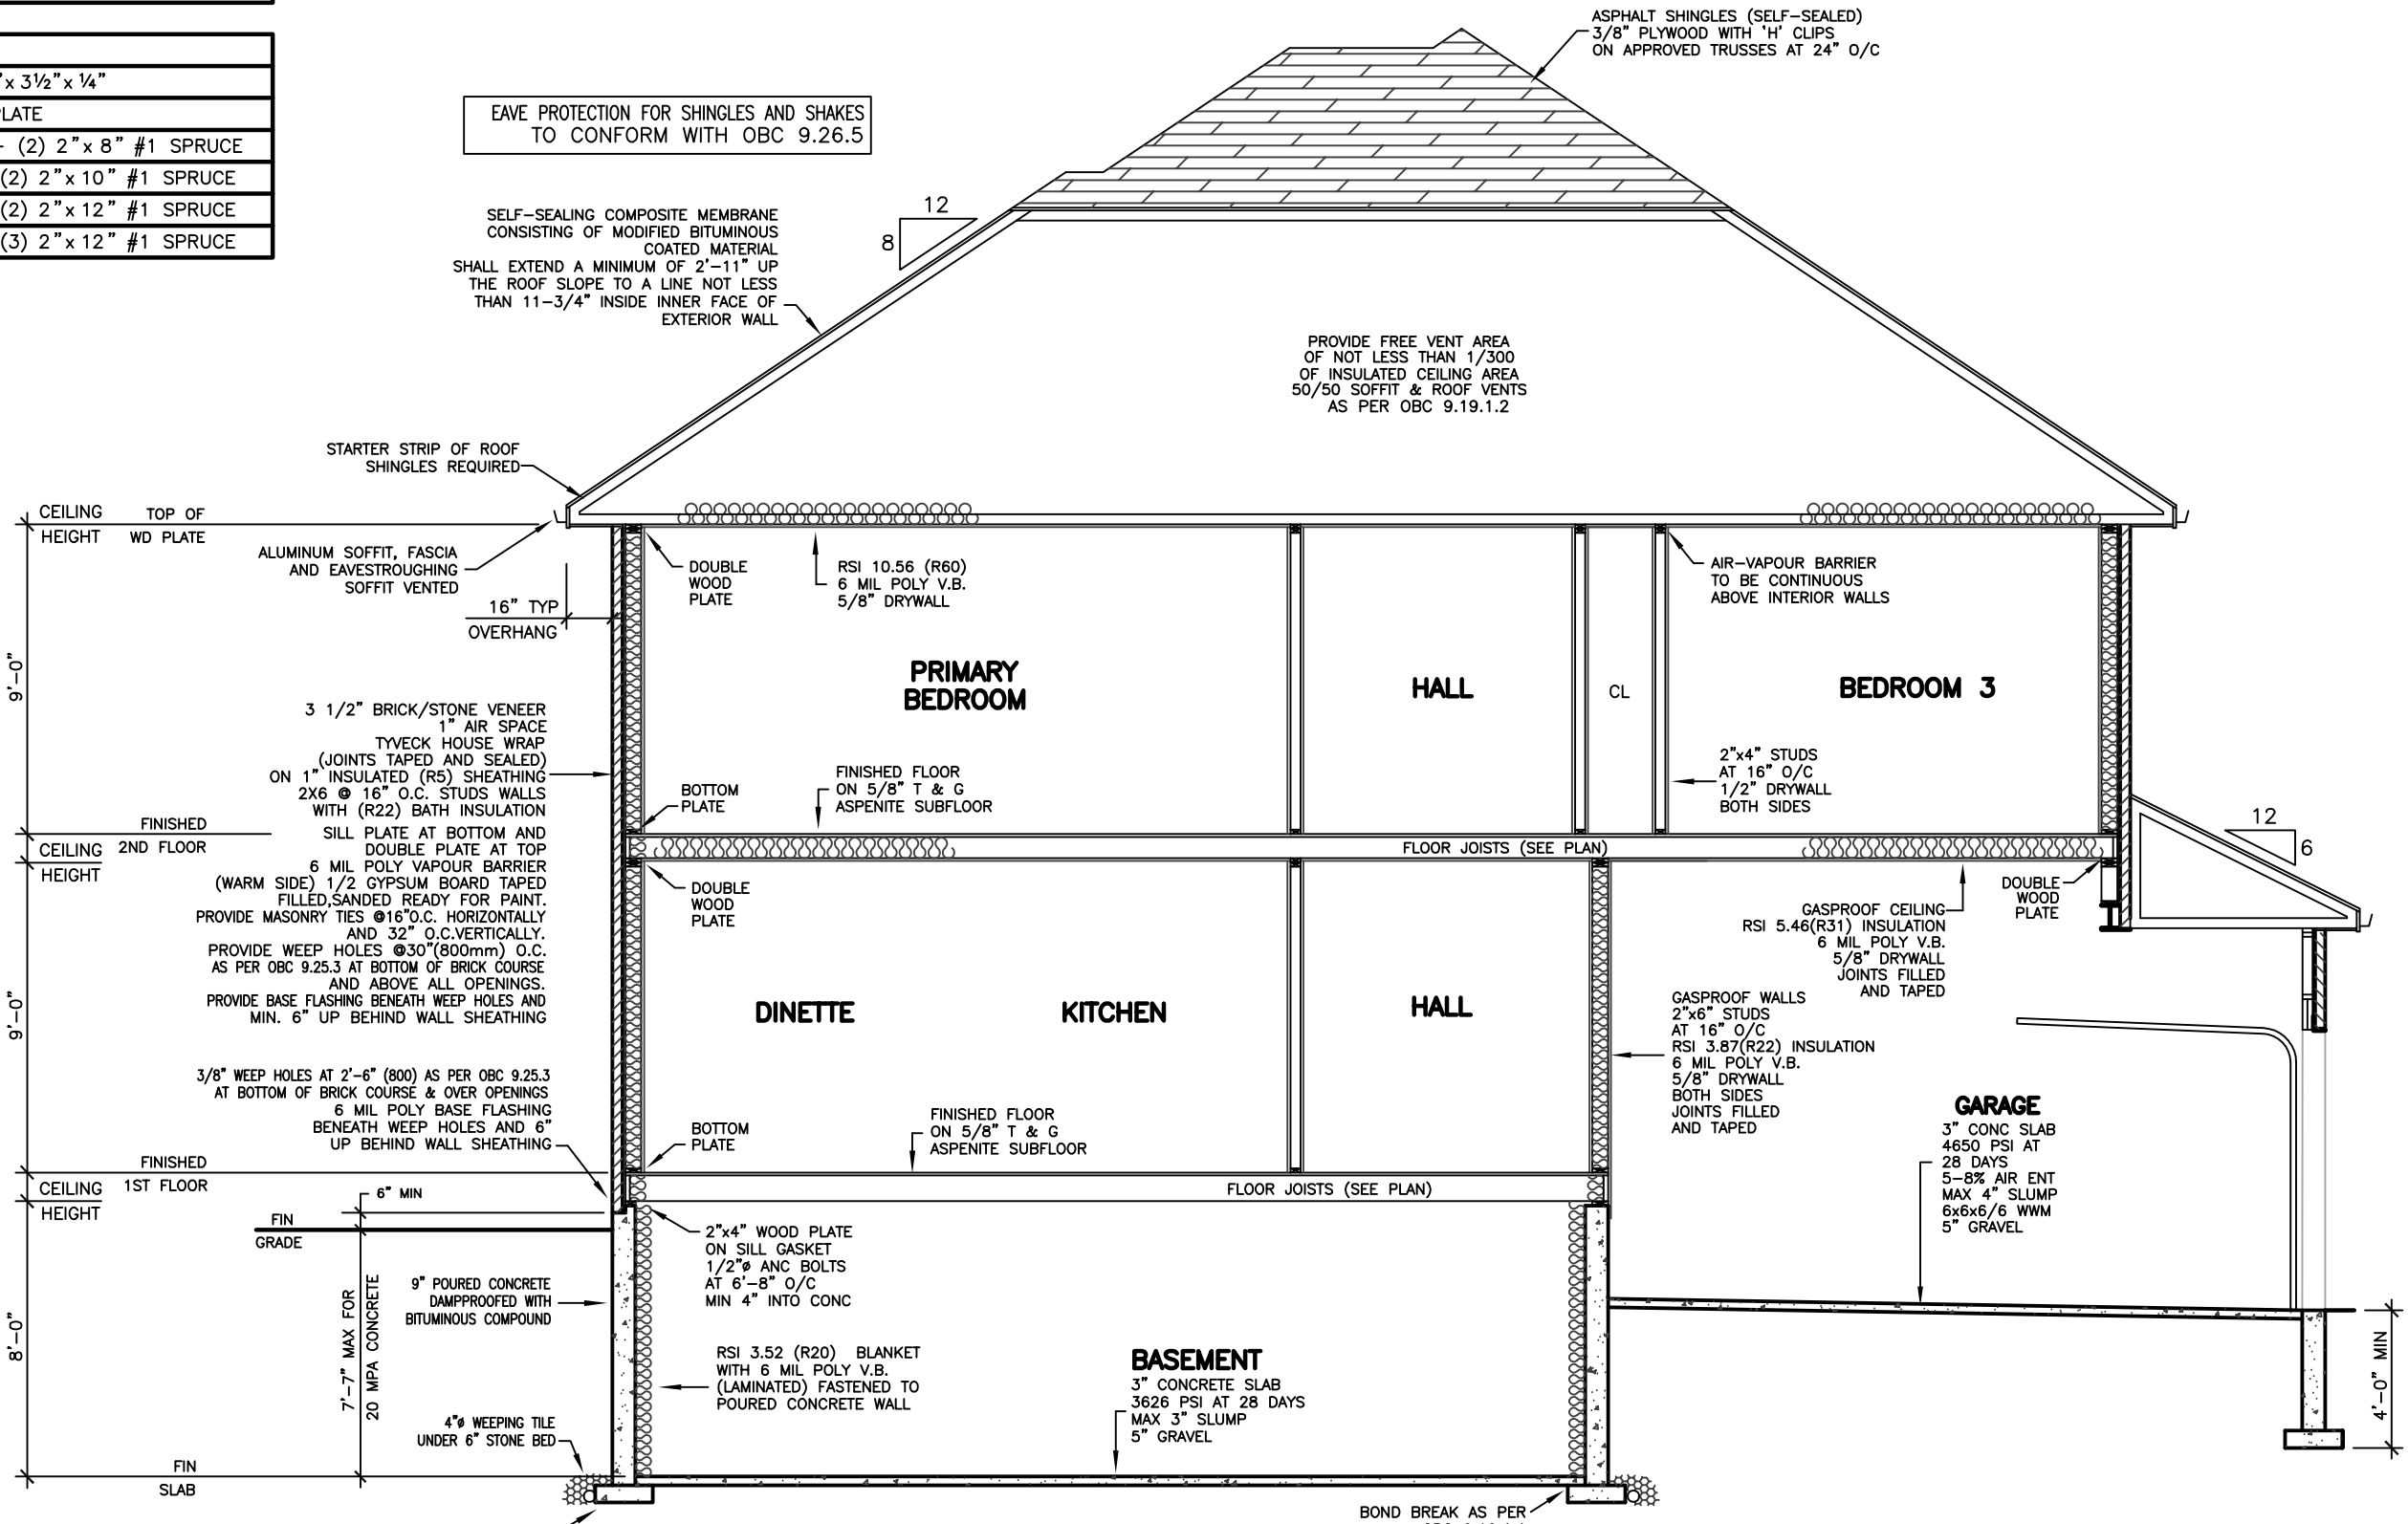 "x 3½"x ¼"
PLATE
- (2) 2"x 8" #1 SPRUCE
(2) 2"x 10" #1 SPRUCE
(2) 2"x 12" #1 SPRUCE
(3) 2"x 12" #1 SPRUCE
EAVE PROTECTION FOR SHINGLES AND SHAKES
TO CONFORM WITH OBC 9.26.5
ASPHALT SHINGLES (SELF-SEALED)
3/8" PLYWOOD WITH 'H' CLIPS
ON APPROVED TRUSSES AT 24" O/C
SELF-SEALING COMPOSITE MEMBRANE
CONSISTING OF MODIFIED BITUMINOUS
COATED MATERIAL
SHALL EXTEND A MINIMUM OF 2'-11" UP
THE ROOF SLOPE TO A LINE NOT LESS
THAN 11-3/4" INSIDE INNER FACE OF
EXTERIOR WALL
12
8
PROVIDE FREE VENT AREA
OF NOT LESS THAN 1/300
OF INSULATED CEILING AREA
50/50 SOFFIT & ROOF VENTS
AS PER OBC 9.19.1.2
STARTER STRIP OF ROOF
SHINGLES REQUIRED
CEILING
HEIGHT
TOP OF
WD PLATE
ALUMINUM SOFFIT, FASCIA
AND EAVESTROUGHING
SOFFIT VENTED
16" TYP
OVERHANG
DOUBLE
WOOD
PLATE
RSI 10.56 (R60)
6 MIL POLY V.B.
5/8" DRYWALL
AIR-VAPOUR BARRIER
TO BE CONTINUOUS
ABOVE INTERIOR WALLS
9'-0"
PRIMARY
BEDROOM
HALL
CL
BEDROOM 3
3 1/2" BRICK/STONE VENEER
1" AIR SPACE
TYVECK HOUSE WRAP
(JOINTS TAPED AND SEALED)
ON 1" INSULATED (R5) SHEATHING
2X6 @ 16" O.C. STUDS WALLS
WITH (R22) BATH INSULATION
SILL PLATE AT BOTTOM AND
DOUBLE PLATE AT TOP
6 MIL POLY VAPOUR BARRIER
(WARM SIDE) 1/2 GYPSUM BOARD TAPED
FILLED,SANDED READY FOR PAINT.
PROVIDE MASONRY TIES @16"O.C. HORIZONTALLY
AND 32" O.C.VERTICALLY.
PROVIDE WEEP HOLES @30"(800mm) O.C.
AS PER OBC 9.25.3 AT BOTTOM OF BRICK COURSE
AND ABOVE ALL OPENINGS.
PROVIDE BASE FLASHING BENEATH WEEP HOLES AND
MIN. 6" UP BEHIND WALL SHEATHING
BOTTOM
PLATE
FINISHED FLOOR
ON 5/8" T & G
ASPENITE SUBFLOOR
2"x4" STUDS
AT 16" O/C
1/2" DRYWALL
BOTH SIDES
12
6
FINISHED
2ND FLOOR
CEILING
HEIGHT
FLOOR JOISTS (SEE PLAN)
DOUBLE
WOOD
PLATE
DOUBLE
WOOD
PLATE
GASPROOF CEILING
RSI 5.46(R31) INSULATION
6 MIL POLY V.B.
5/8" DRYWALL
JOINTS FILLED
AND TAPED
9'-0"
DINETTE
KITCHEN
HALL
GASPROOF WALLS
2"x6" STUDS
AT 16" O/C
RSI 3.87(R22) INSULATION
6 MIL POLY V.B.
5/8" DRYWALL
BOTH SIDES
JOINTS FILLED
AND TAPED
3/8" WEEP HOLES AT 2'-6" (800) AS PER OBC 9.25.3
AT BOTTOM OF BRICK COURSE & OVER OPENINGS
6 MIL POLY BASE FLASHING
BENEATH WEEP HOLES AND 6"
UP BEHIND WALL SHEATHING
BOTTOM
PLATE
FINISHED FLOOR
ON 5/8" T & G
ASPENITE SUBFLOOR
GARAGE
3" CONC SLAB
4650 PSI AT
28 DAYS
5-8% AIR ENT
MAX 4" SLUMP
6x6x6/6 WWM
5" GRAVEL
FINISHED
1ST FLOOR
CEILING
HEIGHT
6" MIN
FLOOR JOISTS (SEE PLAN)
FIN
GRADE
2"x4" WOOD PLATE
ON SILL GASKET
1/2"ø ANC BOLTS
AT 6'-8" O/C
MIN 4" INTO CONC
9" POURED CONCRETE
DAMPPROOFED WITH
BITUMINOUS COMPOUND
8'-0"
7'-7" MAX FOR
20 MPA CONCRETE
RSI 3.52 (R20) BLANKET
WITH 6 MIL POLY V.B.
(LAMINATED) FASTENED TO
POURED CONCRETE WALL
BASEMENT
3" CONCRETE SLAB
3626 PSI AT 28 DAYS
MAX 3" SLUMP
5" GRAVEL
4'-0" MIN
4"ø WEEPING TILE
UNDER 6" STONE BED
FIN
SLAB
BOND BREAK AS PER